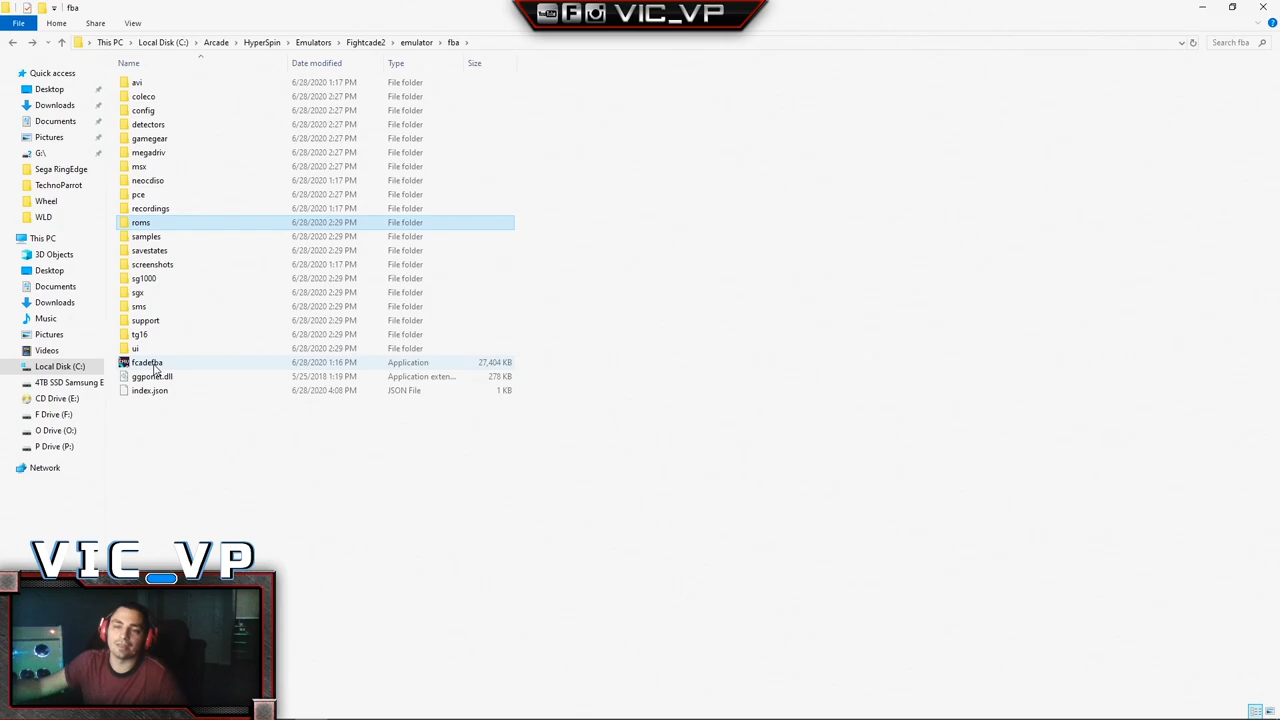 fba
VIC_VP
File Home Share View
This PC > Local Disk (C:) > Arcade > HyperSpin > Emulators > Fightcade2 > emulator > fba >
Search fba
Name Date modified Type Size
Quick access
Desktop
Downloads
Documents
Pictures
G:\
Sega RingEdge
TechnoParrot
Wheel
WLD
This PC
3D Objects
Desktop
Documents
Downloads
Music
Pictures
Videos
Local Disk (C:)
4TB SSD Samsung E
CD Drive (E:)
F Drive (F:)
O Drive (O:)
P Drive (P:)
Network
avi 6/28/2020 1:17 PM File folder
coleco 6/28/2020 2:27 PM File folder
config 6/28/2020 2:27 PM File folder
detectors 6/28/2020 2:27 PM File folder
gamegear 6/28/2020 2:27 PM File folder
megadriv 6/28/2020 2:27 PM File folder
msx 6/28/2020 2:27 PM File folder
neocdiso 6/28/2020 1:17 PM File folder
pce 6/28/2020 2:27 PM File folder
recordings 6/28/2020 1:17 PM File folder
roms 6/28/2020 2:29 PM File folder
samples 6/28/2020 2:29 PM File folder
savestates 6/28/2020 2:29 PM File folder
screenshots 6/28/2020 1:17 PM File folder
sg1000 6/28/2020 2:29 PM File folder
sgx 6/28/2020 2:29 PM File folder
sms 6/28/2020 2:29 PM File folder
support 6/28/2020 2:29 PM File folder
tg16 6/28/2020 2:29 PM File folder
ui 6/28/2020 2:29 PM File folder
fcadefba 6/28/2020 1:16 PM Application 27,404 KB
ggponet.dll 5/25/2018 1:19 PM Application exten... 278 KB
index.json 6/28/2020 4:08 PM JSON File 1 KB
VIC_VP